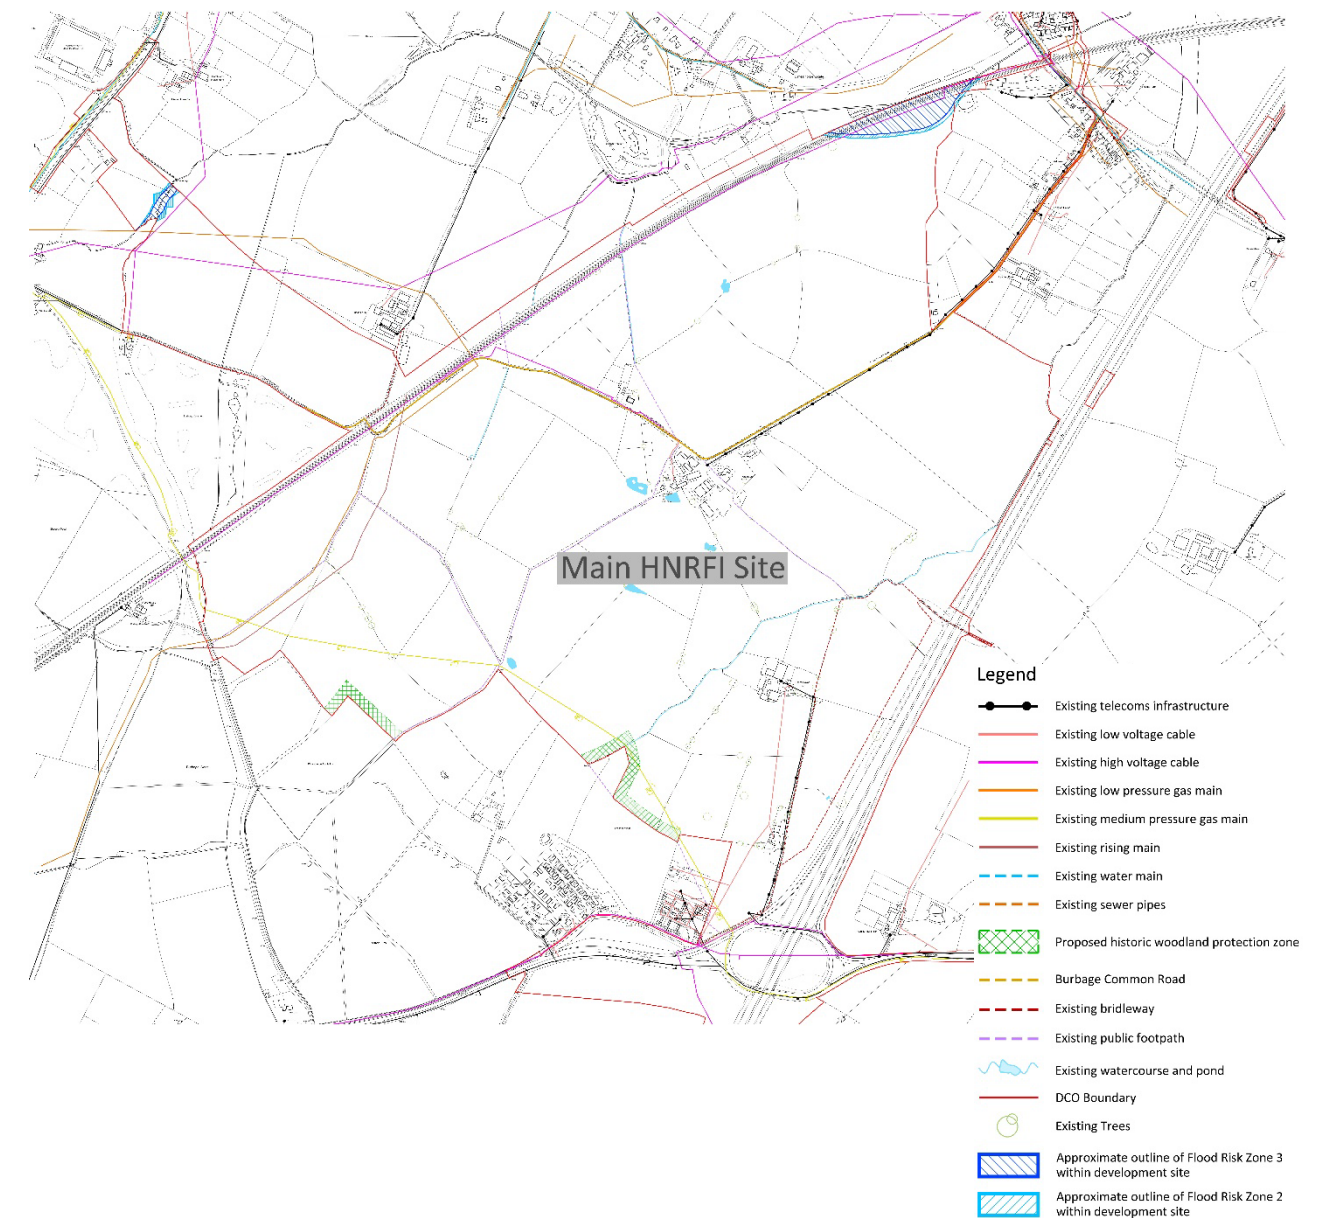 Main HNRFI Site
Legend
Existing telecoms infrastructure
Existing low voltage cable
Existing high voltage cable
Existing low pressure gas main
Existing medium pressure gas main
Existing rising main
Existing water main
Existing sewer pipes
Proposed historic woodland protection zone
Burbage Common Road
Existing bridleway
Existing public footpath
Existing watercourse and pond
DCO Boundary
Existing Trees
Approximate outline of Flood Risk Zone 3
within development site
Approximate outline of Flood Risk Zone 2
within development site